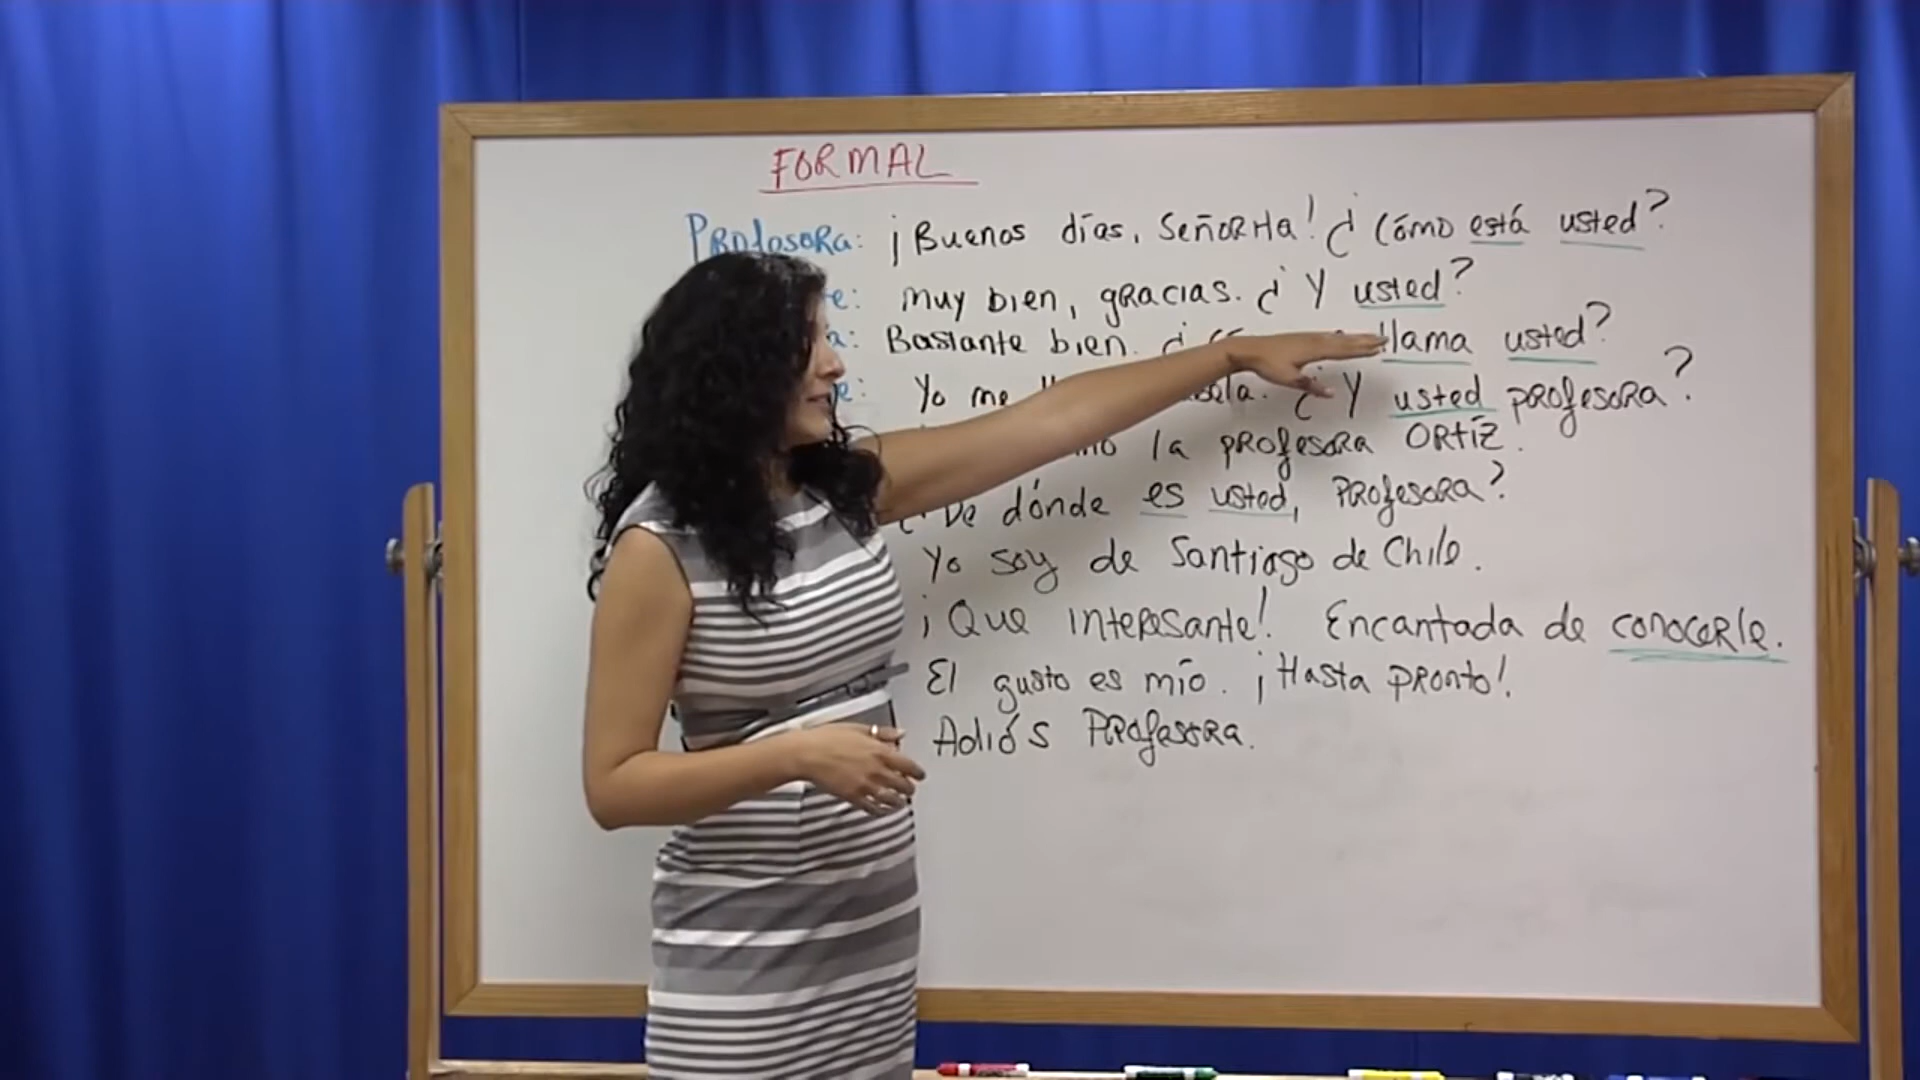 FORMAL
Profesora: ¡Buenos días, Señorita! ¿Cómo está usted?
muy bien, gracias. ¿Y usted?
Bastante bien. ¿ llama usted?
Yo me ¿Y usted profesora?
la profesora Ortíz.
¿De dónde es usted, Profesora?
Yo soy de Santiago de Chile.
¡Que interesante! Encantada de conocerle.
El gusto es mío. ¡Hasta pronto!
Adiós Profesora.